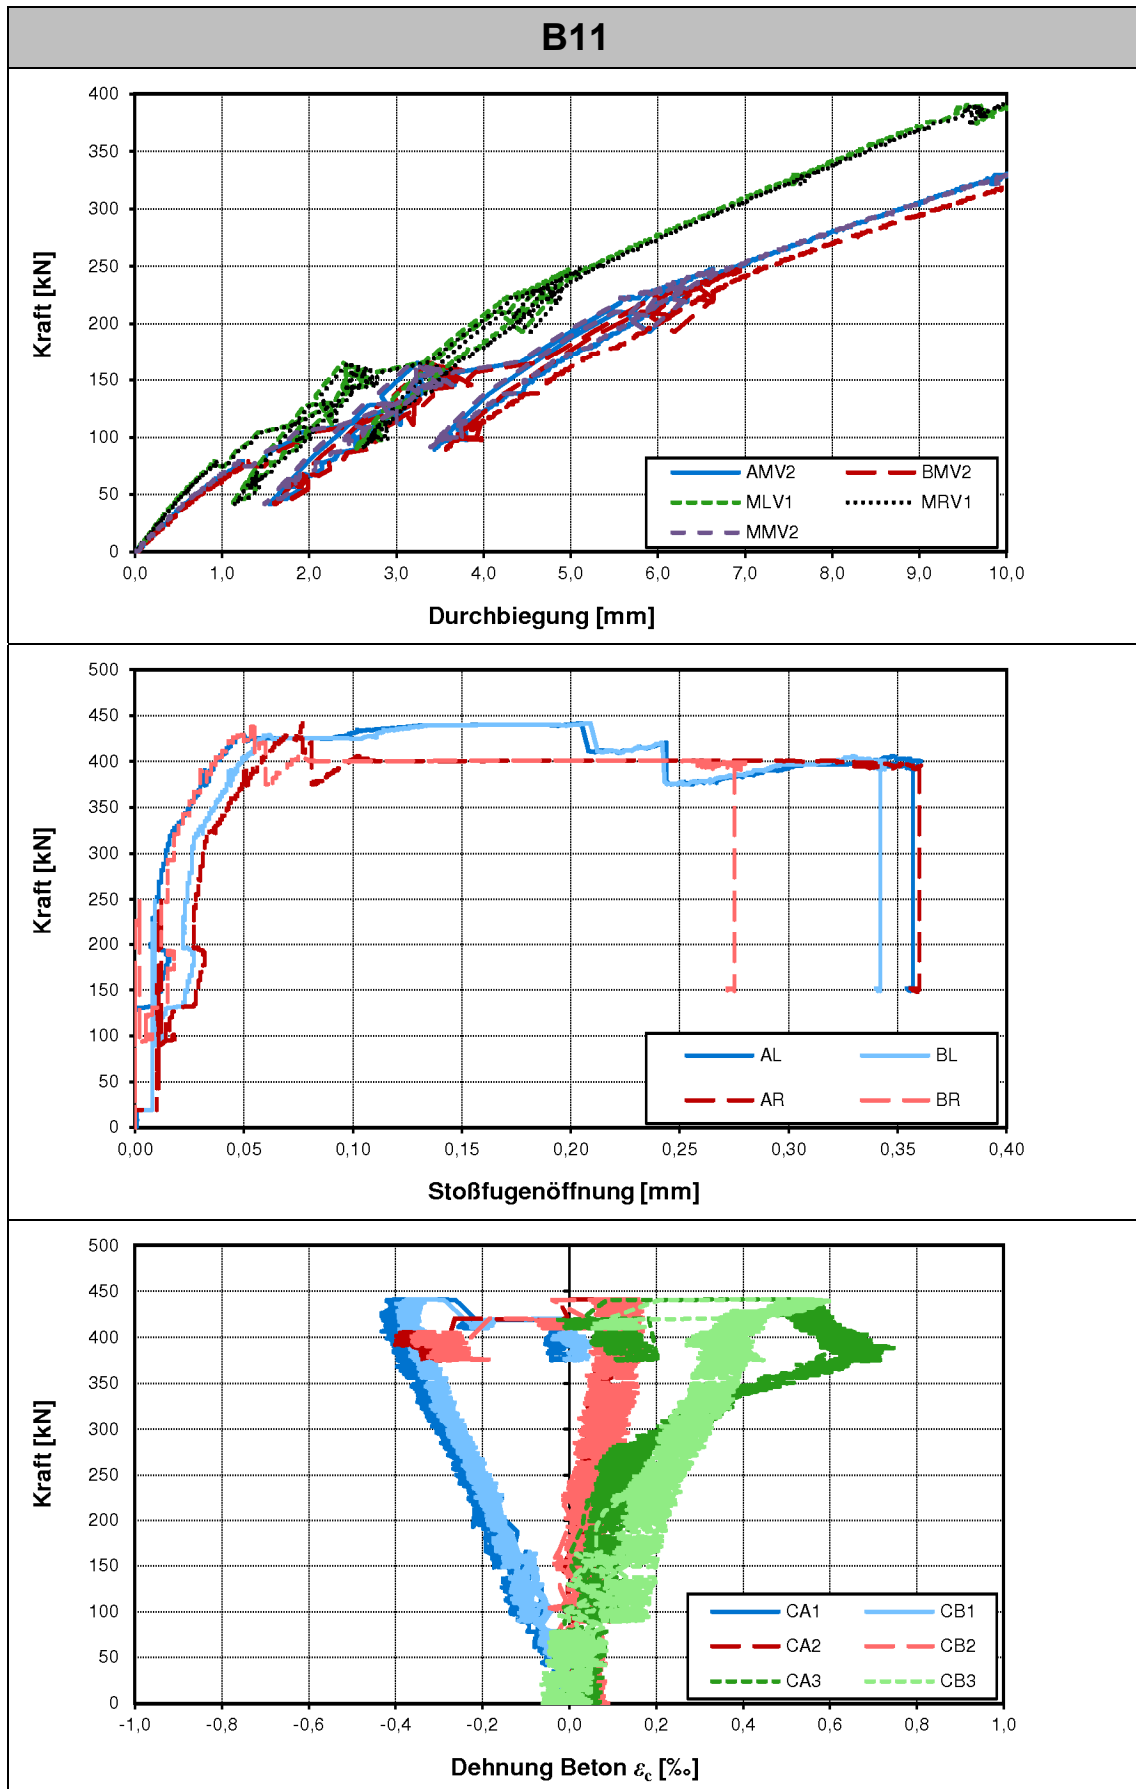 B11
400
350
300
250
200
150
100
50
0
Kraft [kN]
0,0 1,0 2,0 3,0 4,0 5,0 6,0 7,0 8,0 9,0 10,0
Durchbiegung [mm]
AMV2 BMV2
MLV1 MRV1
MMV2
500
450
400
350
300
250
200
150
100
50
0
Kraft [kN]
0,00 0,05 0,10 0,15 0,20 0,25 0,30 0,35 0,40
Stoßfugenöffnung [mm]
AL BL
AR BR
500
450
400
350
300
250
200
150
100
50
0
Kraft [kN]
-1,0 -0,8 -0,6 -0,4 -0,2 0,0 0,2 0,4 0,6 0,8 1,0
Dehnung Beton εc [‰]
CA1 CB1
CA2 CB2
CA3 CB3